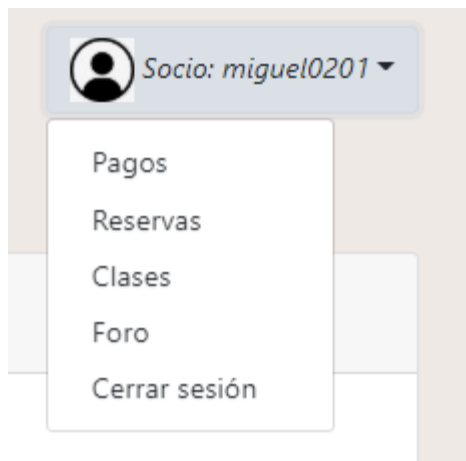 Socio: miguel0201
Pagos
Reservas
Clases
Foro
Cerrar sesión